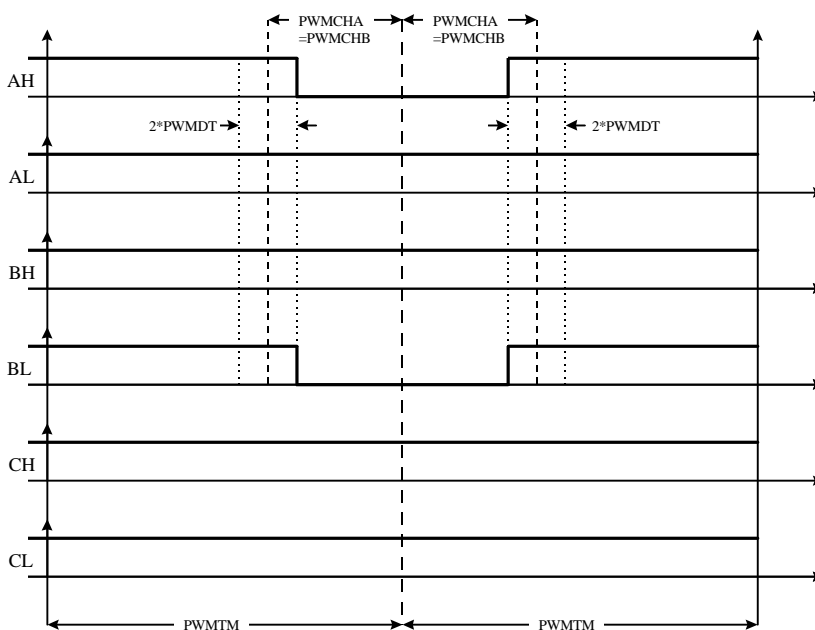 PWMCHA
=PWMCHB
PWMCHA
=PWMCHB
AH
2*PWMDT
2*PWMDT
AL
BH
BL
CH
CL
PWMTM
PWMTM